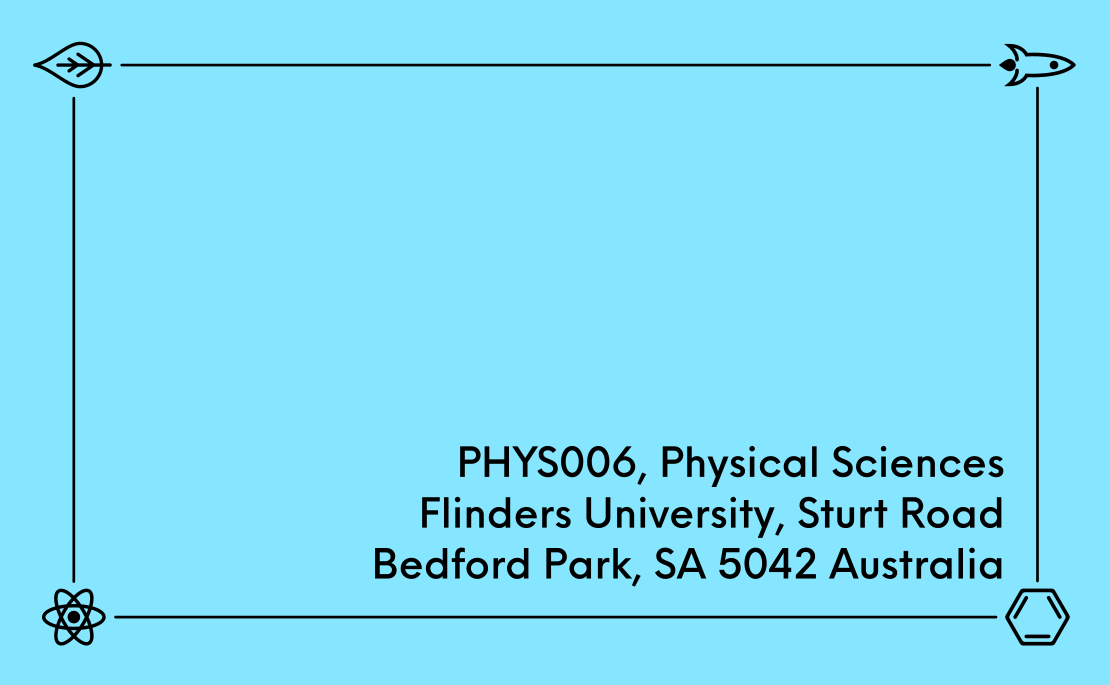 PHYS006, Physical Sciences
Flinders University, Sturt Road
Bedford Park, SA 5042 Australia